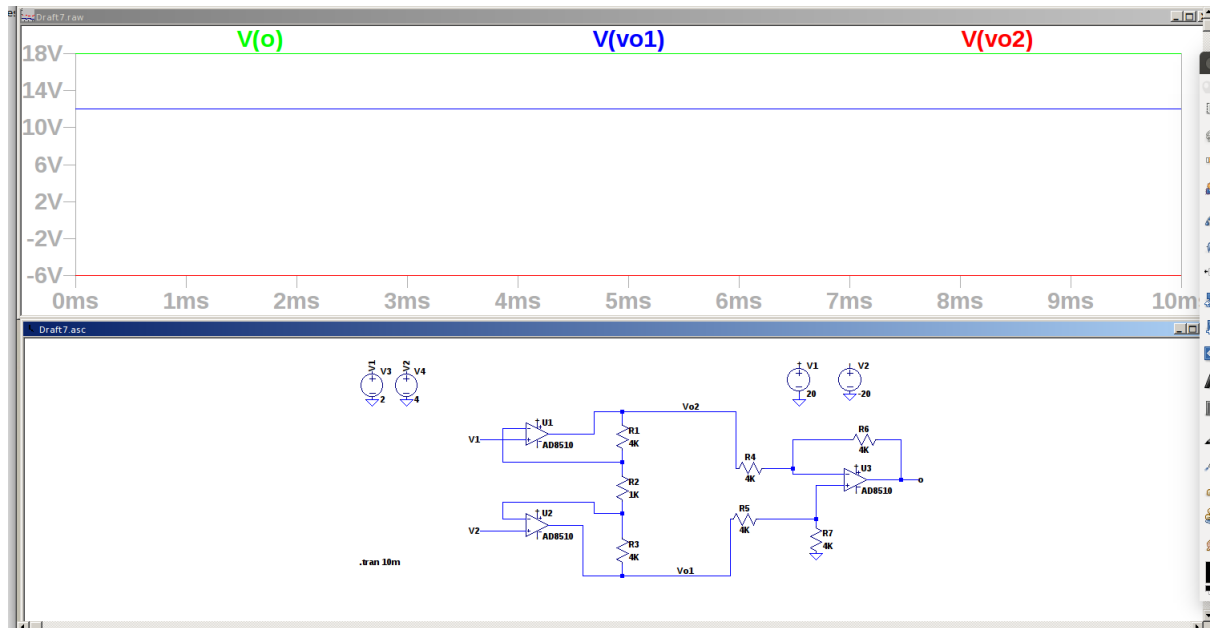 Draft7.raw
V(o) V(vo1) V(vo2)
18V
14V
10V
6V
2V
-2V
-6V
0ms 1ms 2ms 3ms 4ms 5ms 6ms 7ms 8ms 9ms 10m
Draft7.asc
V1 V3 2
V2 V4 4
V1 20
V2 -20
V1
U1
AD8510
V2
U2
AD8510
R1
4K
R2
1K
R3
4K
Vo2
Vo1
R4
4K
R5
4K
R6
4K
R7
4K
U3
AD8510
o
.tran 10m